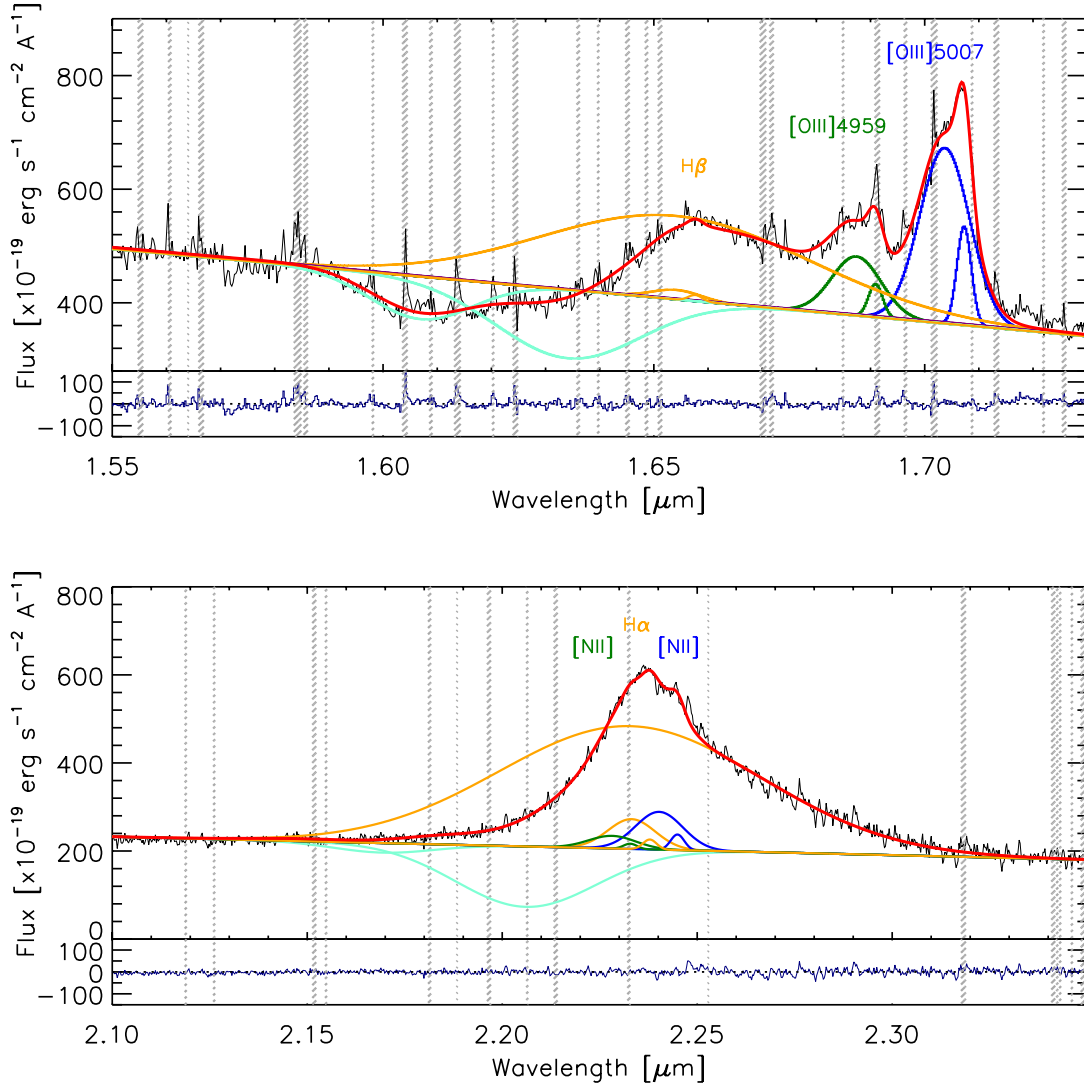 Flux [x10⁻¹⁹ erg s⁻¹ cm⁻² A⁻¹]
800
600
400
[OIII]5007
[OIII]4959
Hβ
100
0
−100
1.55 1.60 1.65 1.70
Wavelength [μm]
Flux [x10⁻¹⁹ erg s⁻¹ cm⁻² A⁻¹]
800
600
400
200
0
Hα
[NII] [NII]
100
0
−100
2.10 2.15 2.20 2.25 2.30
Wavelength [μm]